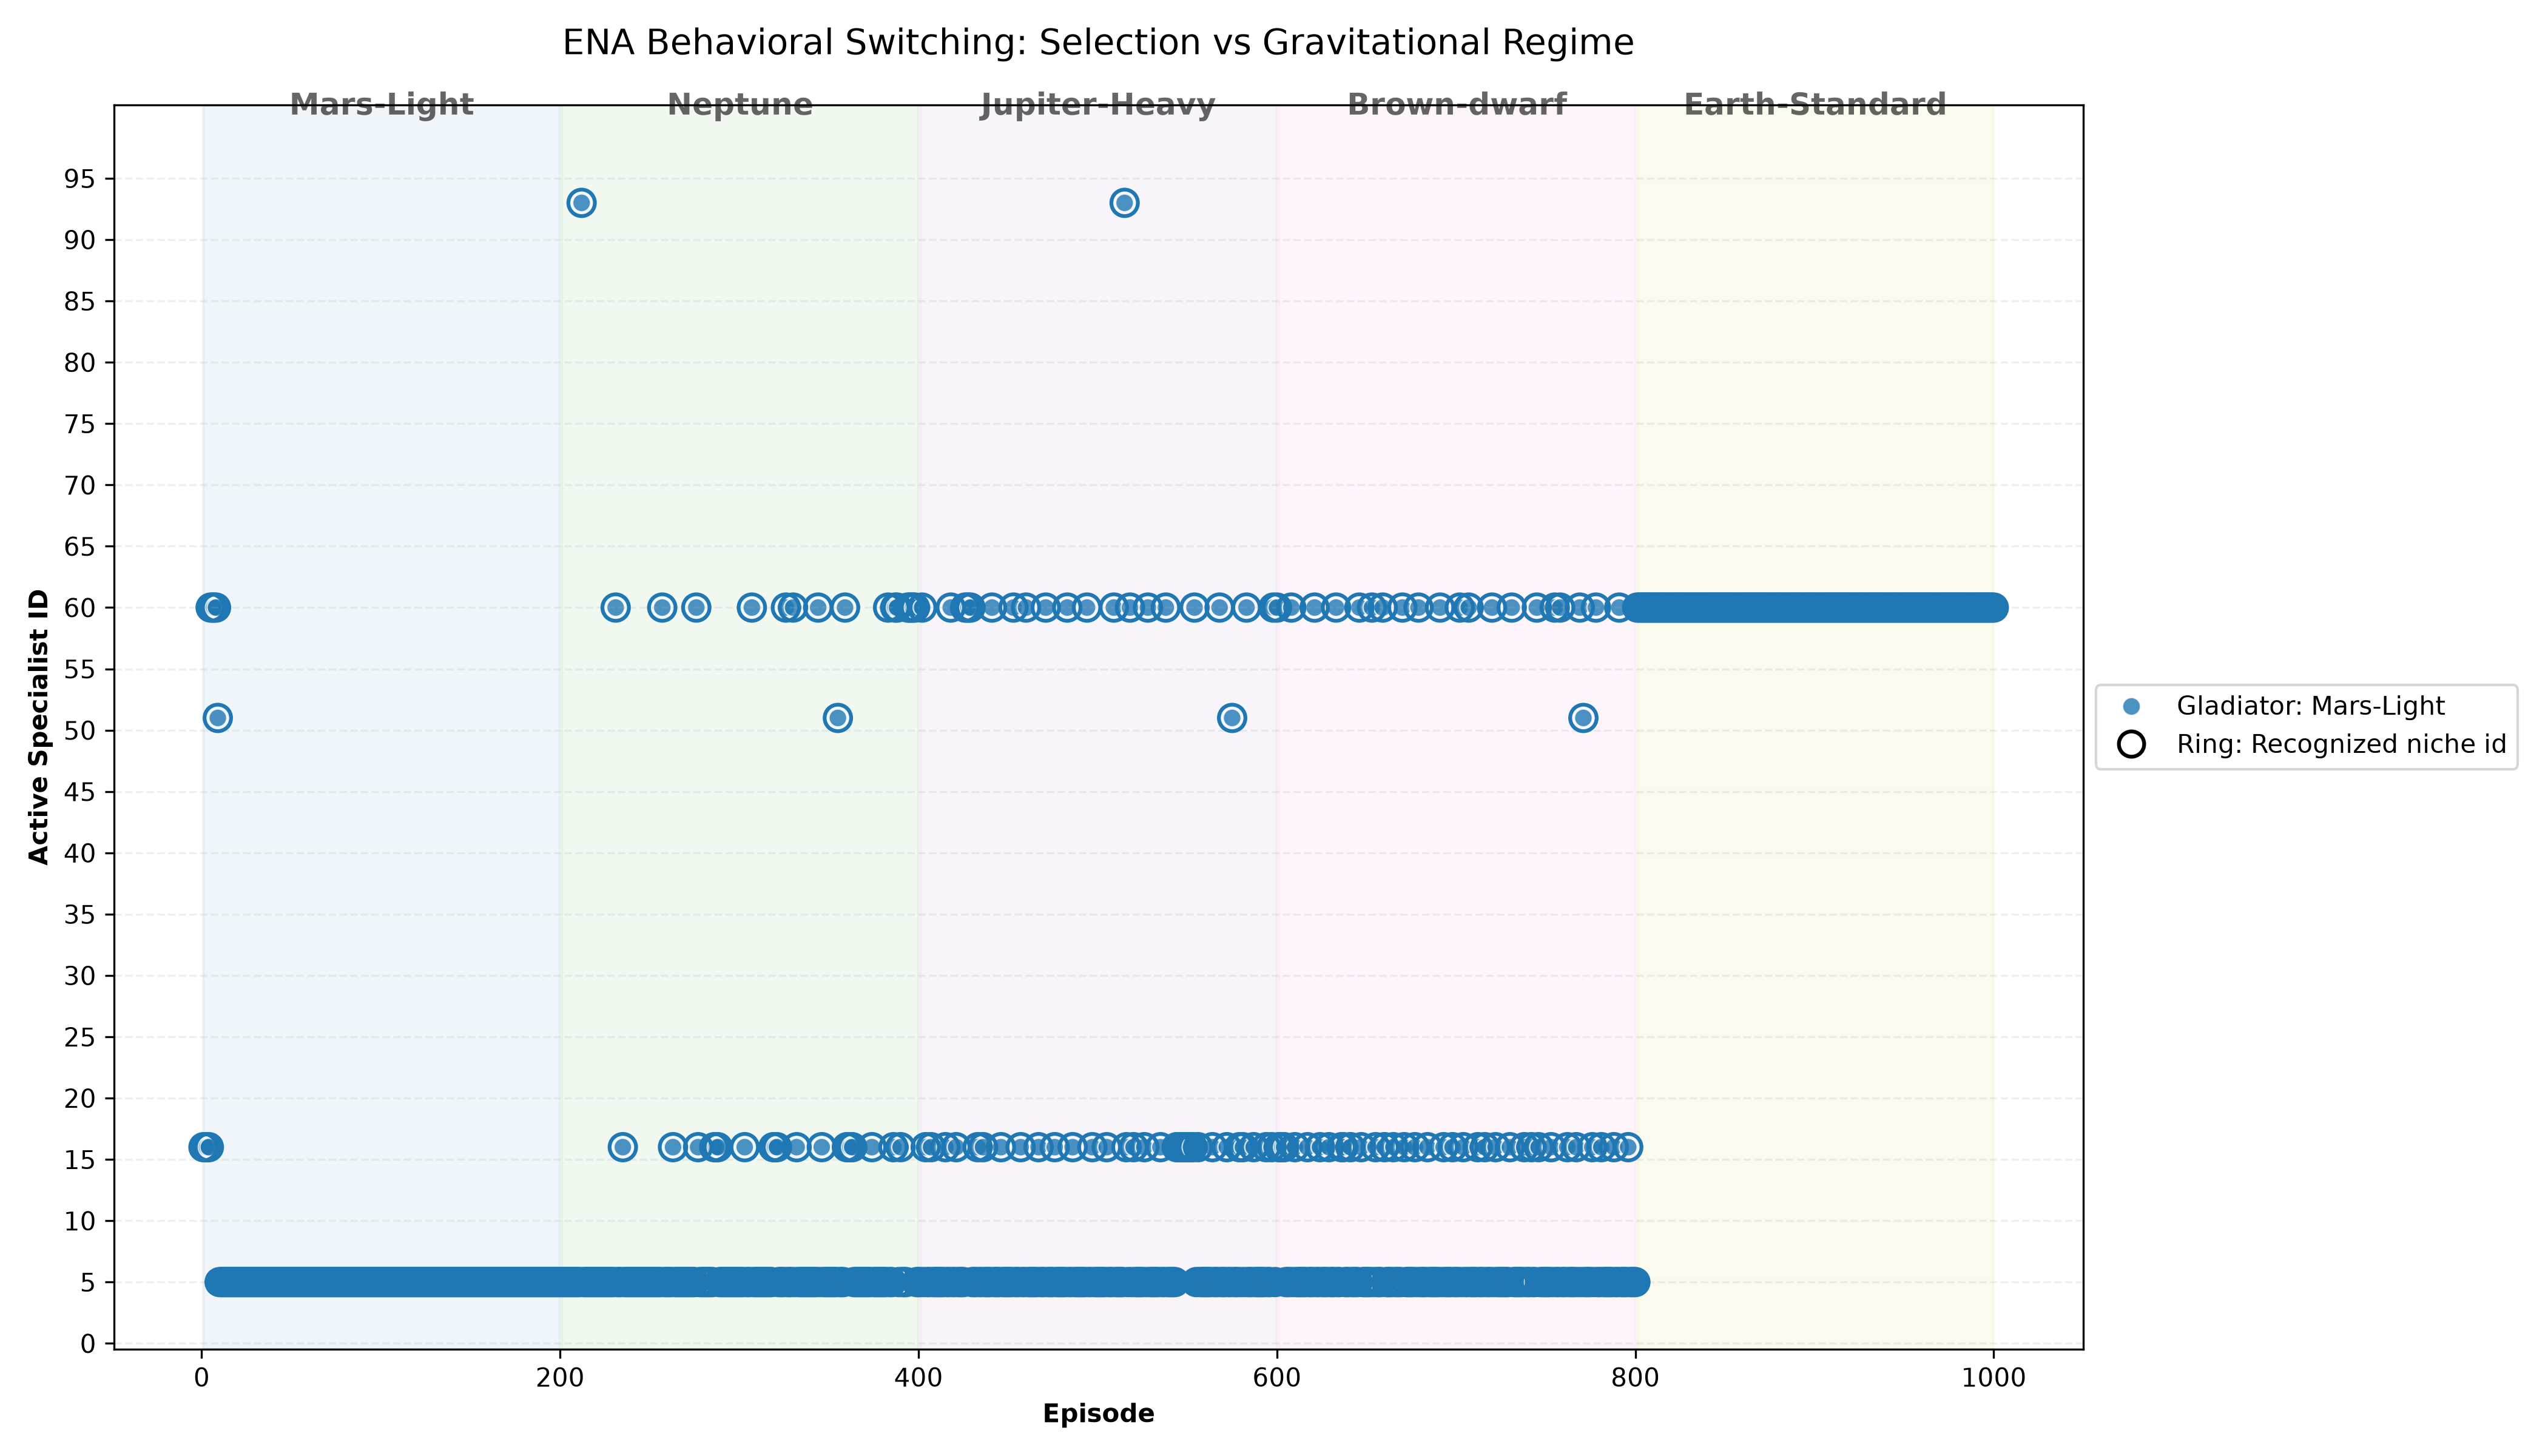 ENA Behavioral Switching: Selection vs Gravitational Regime
Mars-Light
Neptune
Jupiter-Heavy
Brown-dwarf
Earth-Standard
Active Specialist ID
95
90
85
80
75
70
65
60
55
50
45
40
35
30
25
20
15
10
5
0
0
200
400
600
800
1000
Episode
Gladiator: Mars-Light
Ring: Recognized niche id